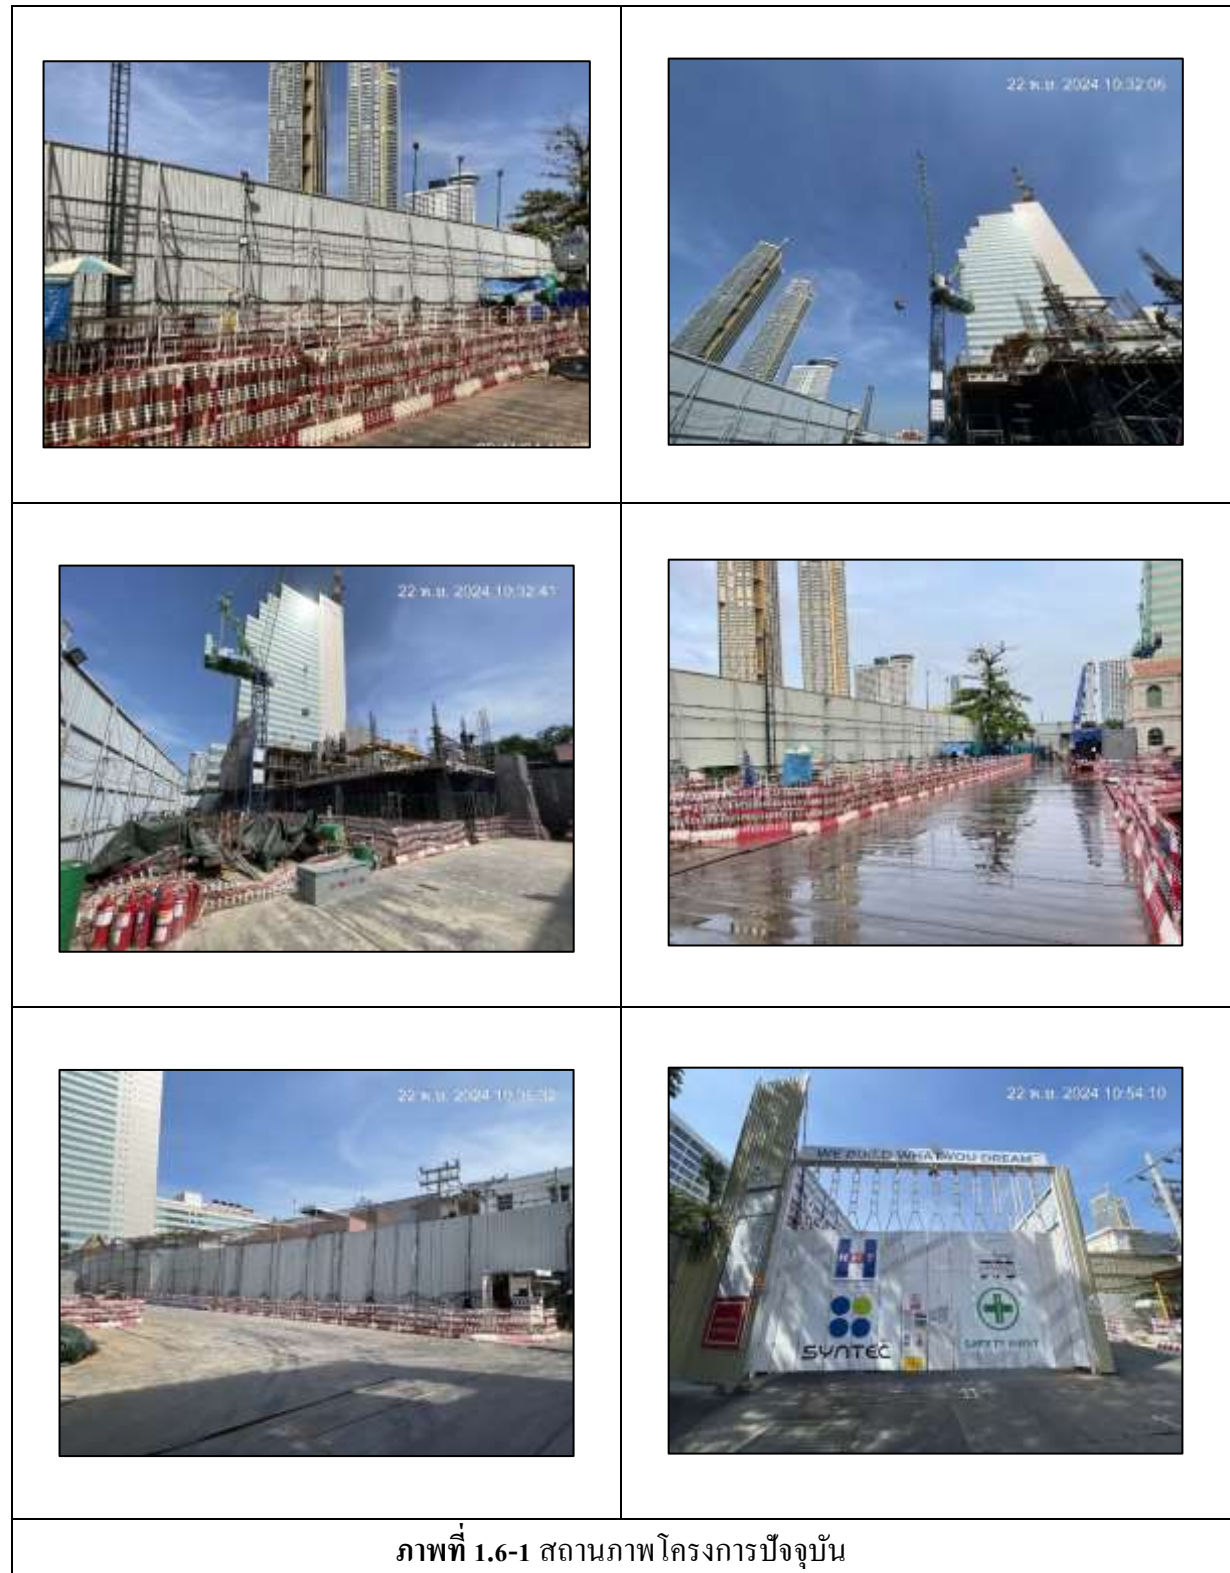 22 พ.ย. 2024 10:32:06
22 พ.ย. 2024 10:32:41
22 พ.ย. 2024
22 พ.ย. 2024 10:54:10
WE BUILD WHAT YOU DREAM
SYNTEC
SAFETY FIRST
ภาพที่ 1.6-1 สถานภาพโครงการปัจจุบัน